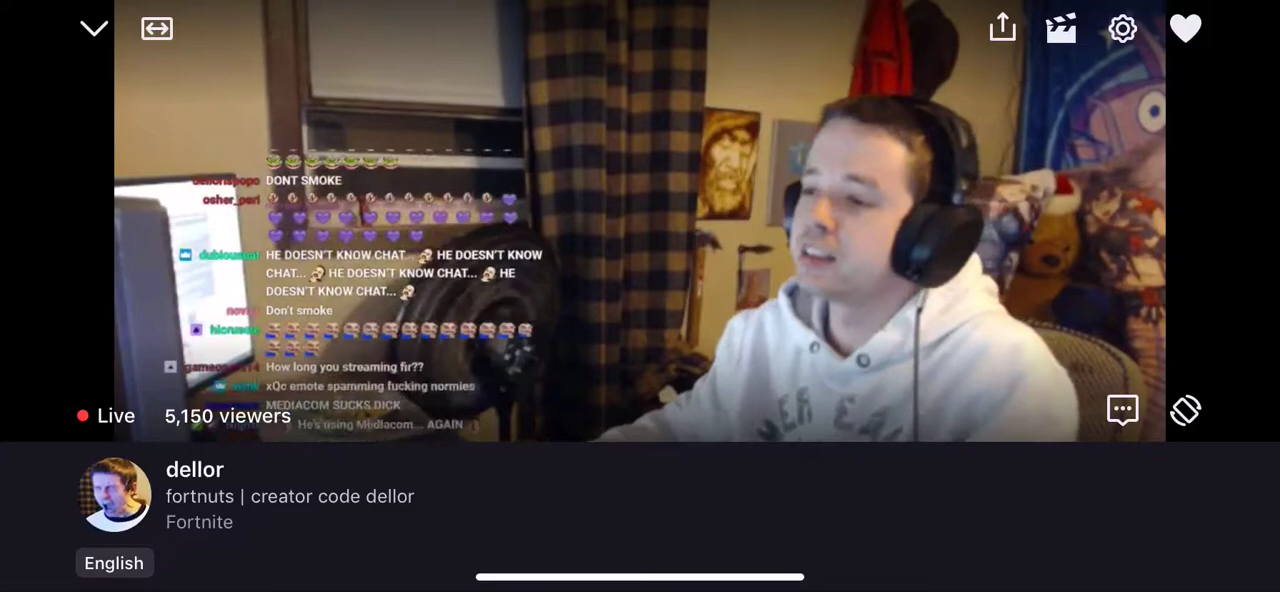 DONT SMOKE
osher_perl
HE DOESN'T KNOW CHAT... HE DOESN'T KNOW
CHAT... HE DOESN'T KNOW CHAT... HE
DOESN'T KNOW CHAT...
Don't smoke
How long you streaming fir??
xQc emote spamming fucking normies
MEDIACOM SUCKS DICK
He's using Mediacom... AGAIN
Live 5,150 viewers
dellor
fortnuts | creator code dellor
Fortnite
English